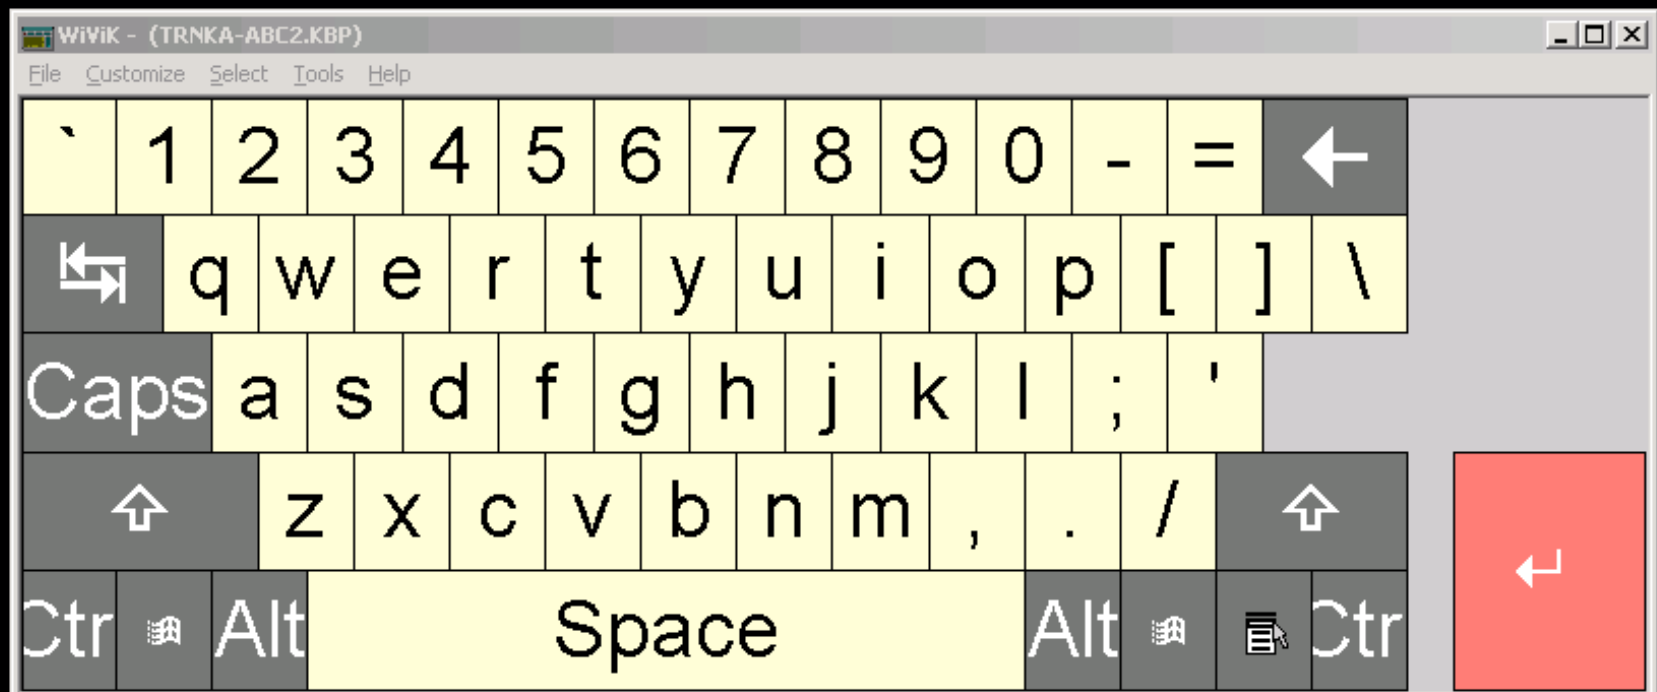 WiViK - (TRNKA-ABC2.KBP)
File Customize Select Tools Help
` 1 2 3 4 5 6 7 8 9 0 - =
q w e r t y u i o p [ ] \
Caps a s d f g h j k l ; '
z x c v b n m , . /
Ctr Alt Space Alt Ctr